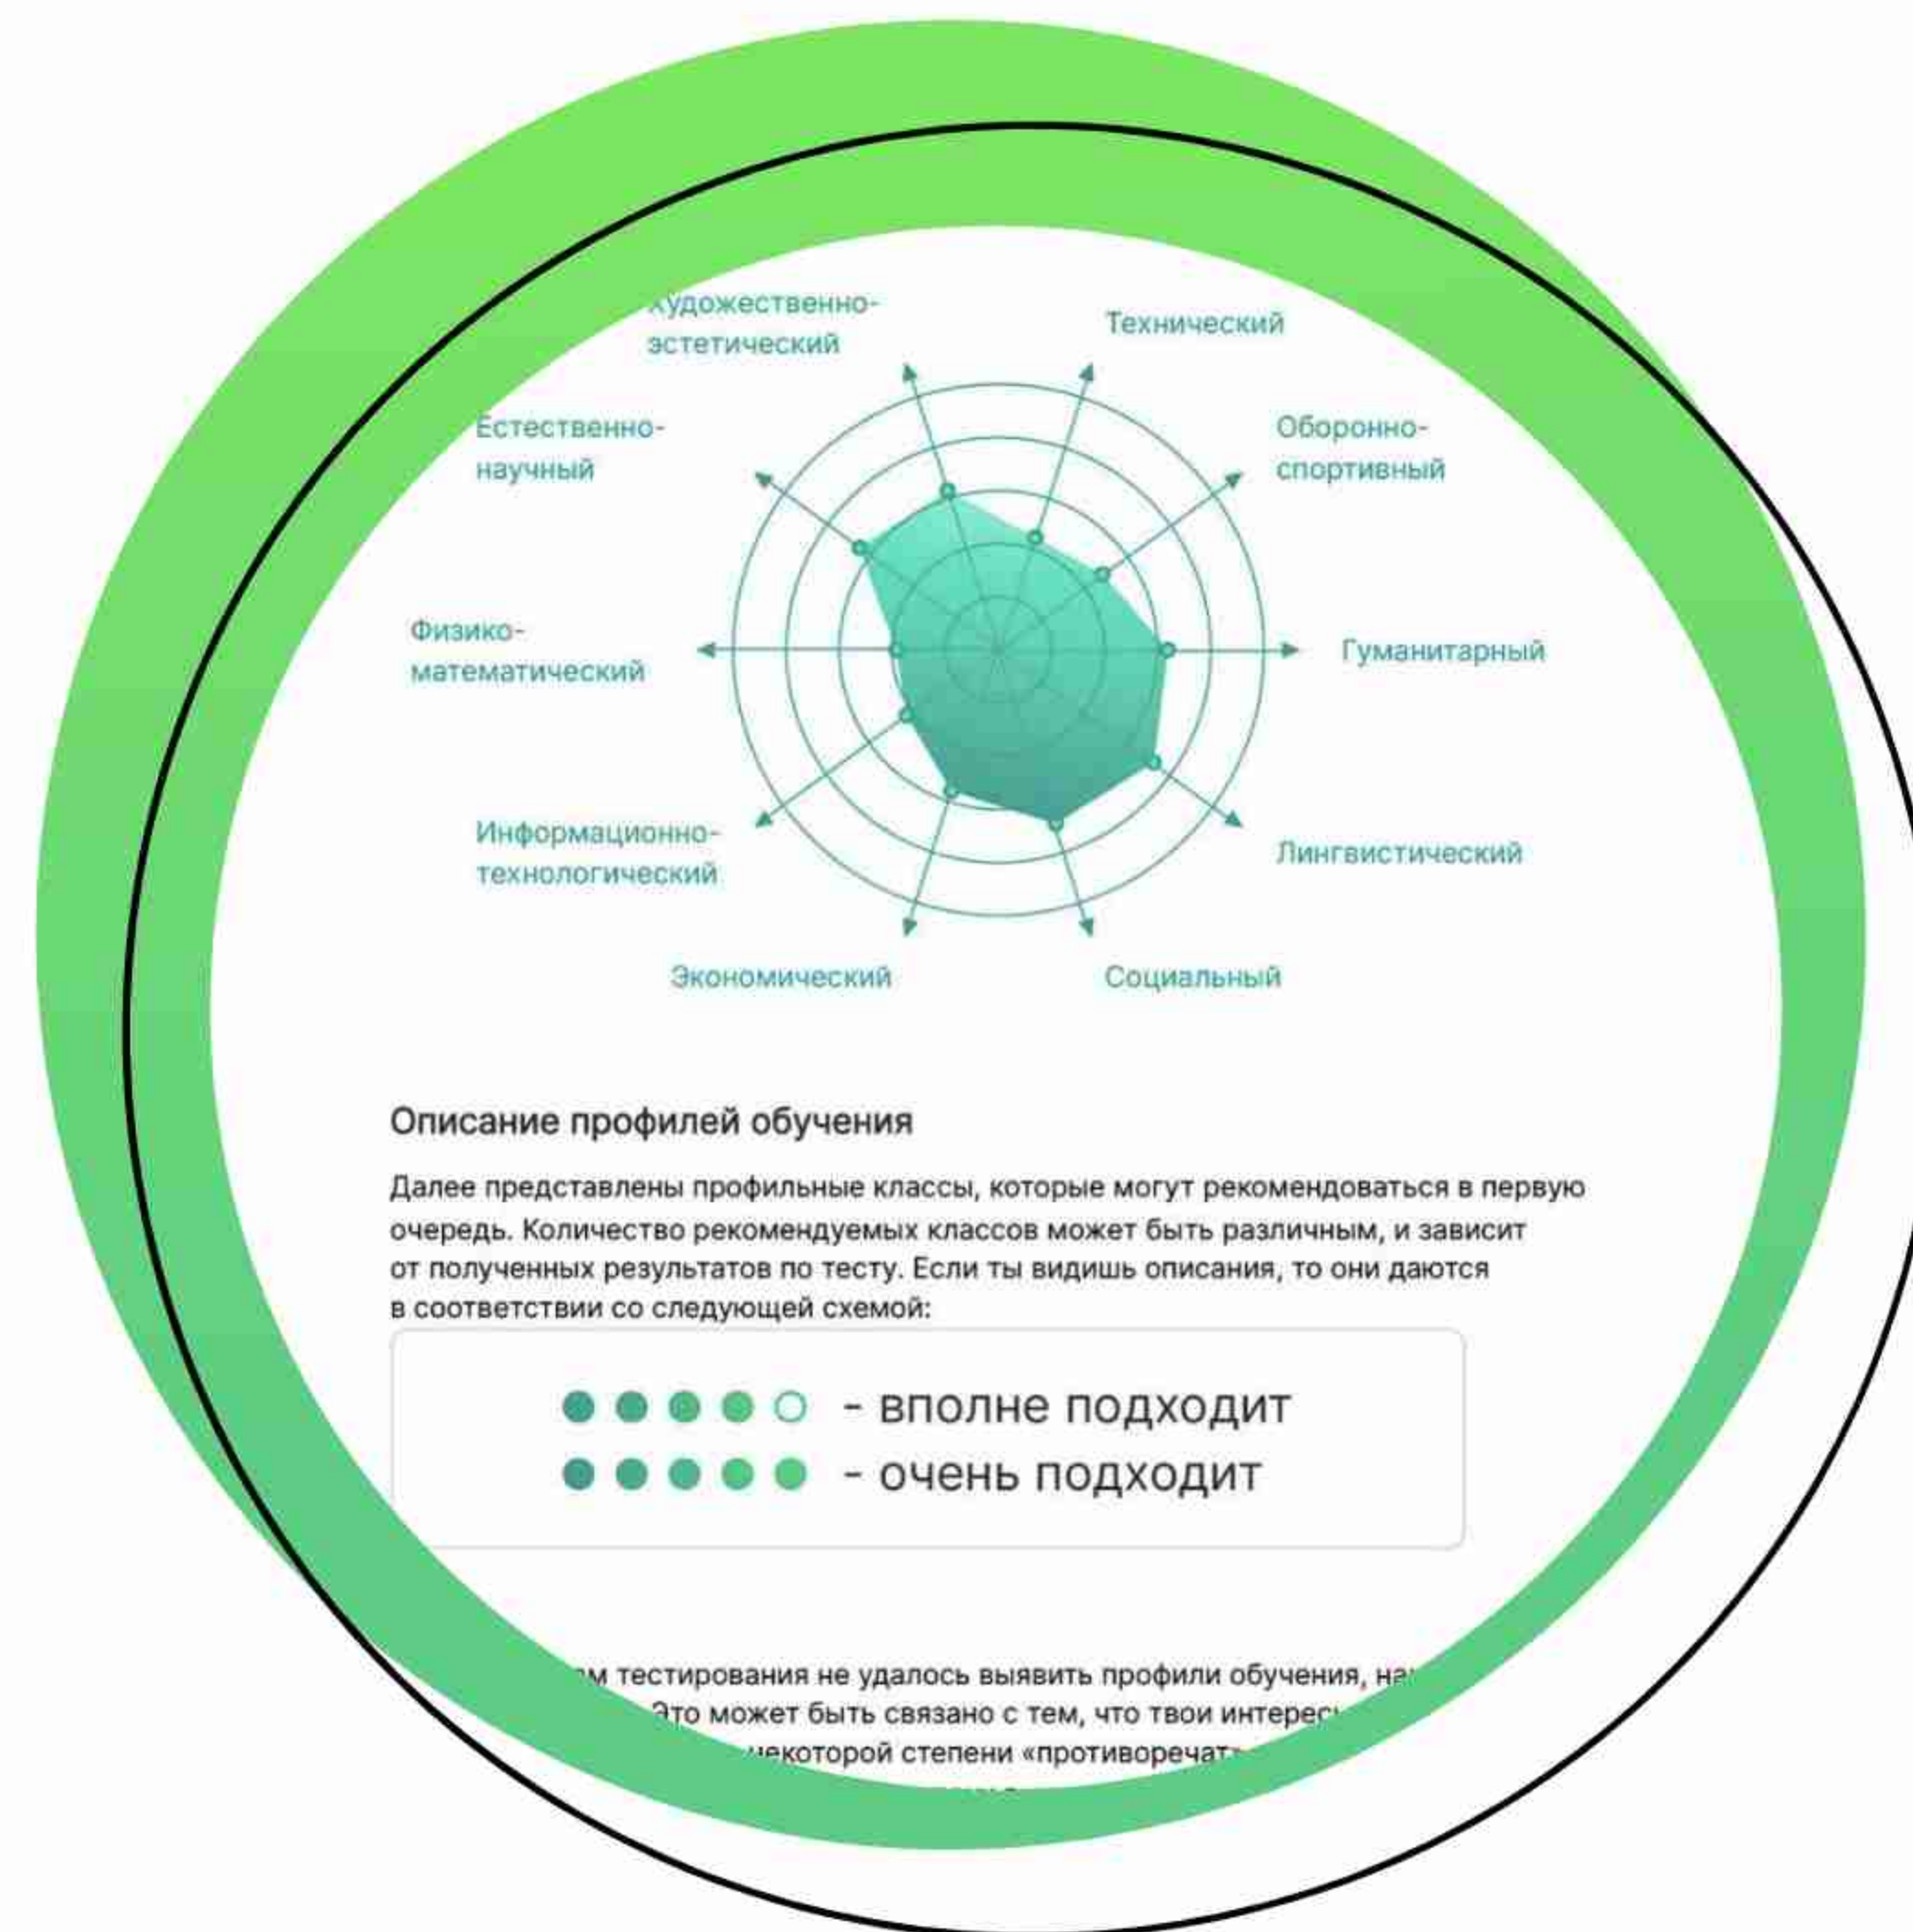 Художественно-
эстетический
Технический
Естественно-
научный
Оборонно-
спортивный
Физико-
математический
Гуманитарный
Информационно-
технологический
Лингвистический
Экономический
Социальный
Описание профилей обучения
Далее представлены профильные классы, которые могут рекомендоваться в первую
очередь. Количество рекомендуемых классов может быть различным, и зависит
от полученных результатов по тесту. Если ты видишь описания, то они даются
в соответствии со следующей схемой:
- вполне подходит
- очень подходит
тестирования не удалось выявить профили обучения,
Это может быть связано с тем, что твои
некоторой степени «противоречат»